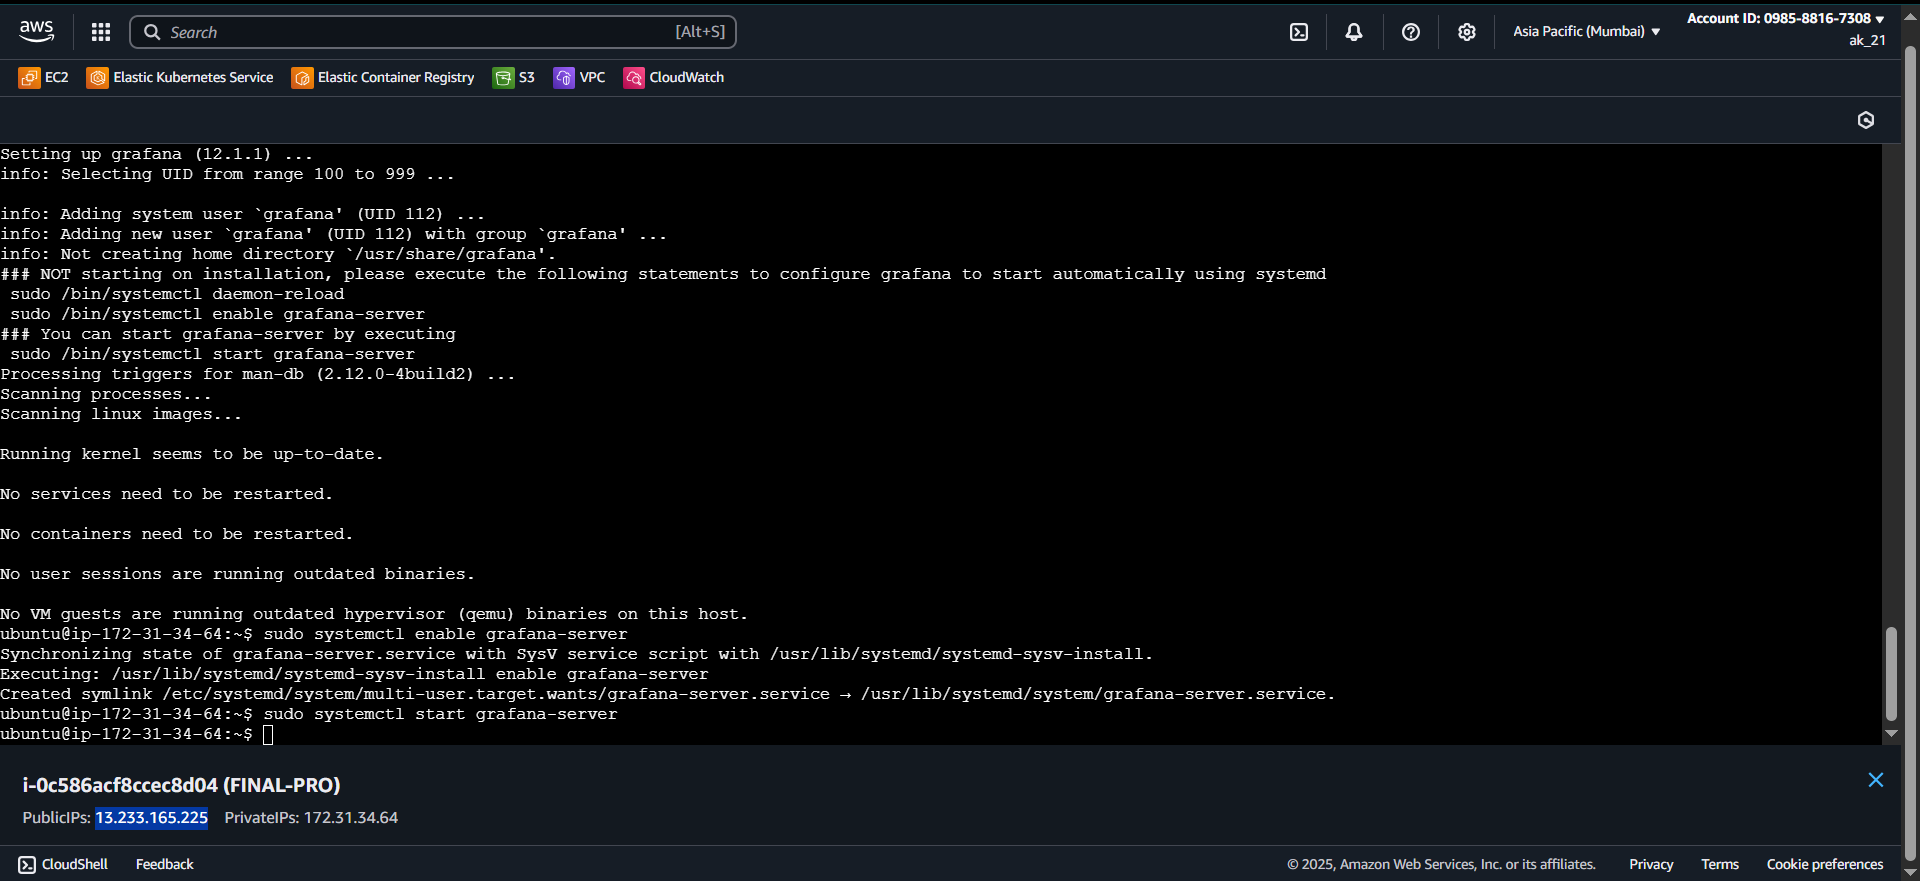 aws
Search [Alt+S]
Asia Pacific (Mumbai)
Account ID: 0985-8816-7308
ak_21
EC2 Elastic Kubernetes Service Elastic Container Registry S3 VPC CloudWatch
Setting up grafana (12.1.1) ...
info: Selecting UID from range 100 to 999 ...
info: Adding system user `grafana' (UID 112) ...
info: Adding new user `grafana' (UID 112) with group `grafana' ...
info: Not creating home directory `/usr/share/grafana'.
### NOT starting on installation, please execute the following statements to configure grafana to start automatically using systemd
sudo /bin/systemctl daemon-reload
sudo /bin/systemctl enable grafana-server
### You can start grafana-server by executing
sudo /bin/systemctl start grafana-server
Processing triggers for man-db (2.12.0-4build2) ...
Scanning processes...
Scanning linux images...
Running kernel seems to be up-to-date.
No services need to be restarted.
No containers need to be restarted.
No user sessions are running outdated binaries.
No VM guests are running outdated hypervisor (qemu) binaries on this host.
ubuntu@ip-172-31-34-64:~$ sudo systemctl enable grafana-server
Synchronizing state of grafana-server.service with SysV service script with /usr/lib/systemd/systemd-sysv-install.
Executing: /usr/lib/systemd/systemd-sysv-install enable grafana-server
Created symlink /etc/systemd/system/multi-user.target.wants/grafana-server.service → /usr/lib/systemd/system/grafana-server.service.
ubuntu@ip-172-31-34-64:~$ sudo systemctl start grafana-server
ubuntu@ip-172-31-34-64:~$
i-0c586acf8ccec8d04 (FINAL-PRO)
PublicIPs: 13.233.165.225 PrivateIPs: 172.31.34.64
CloudShell Feedback © 2025, Amazon Web Services, Inc. or its affiliates. Privacy Terms Cookie preferences